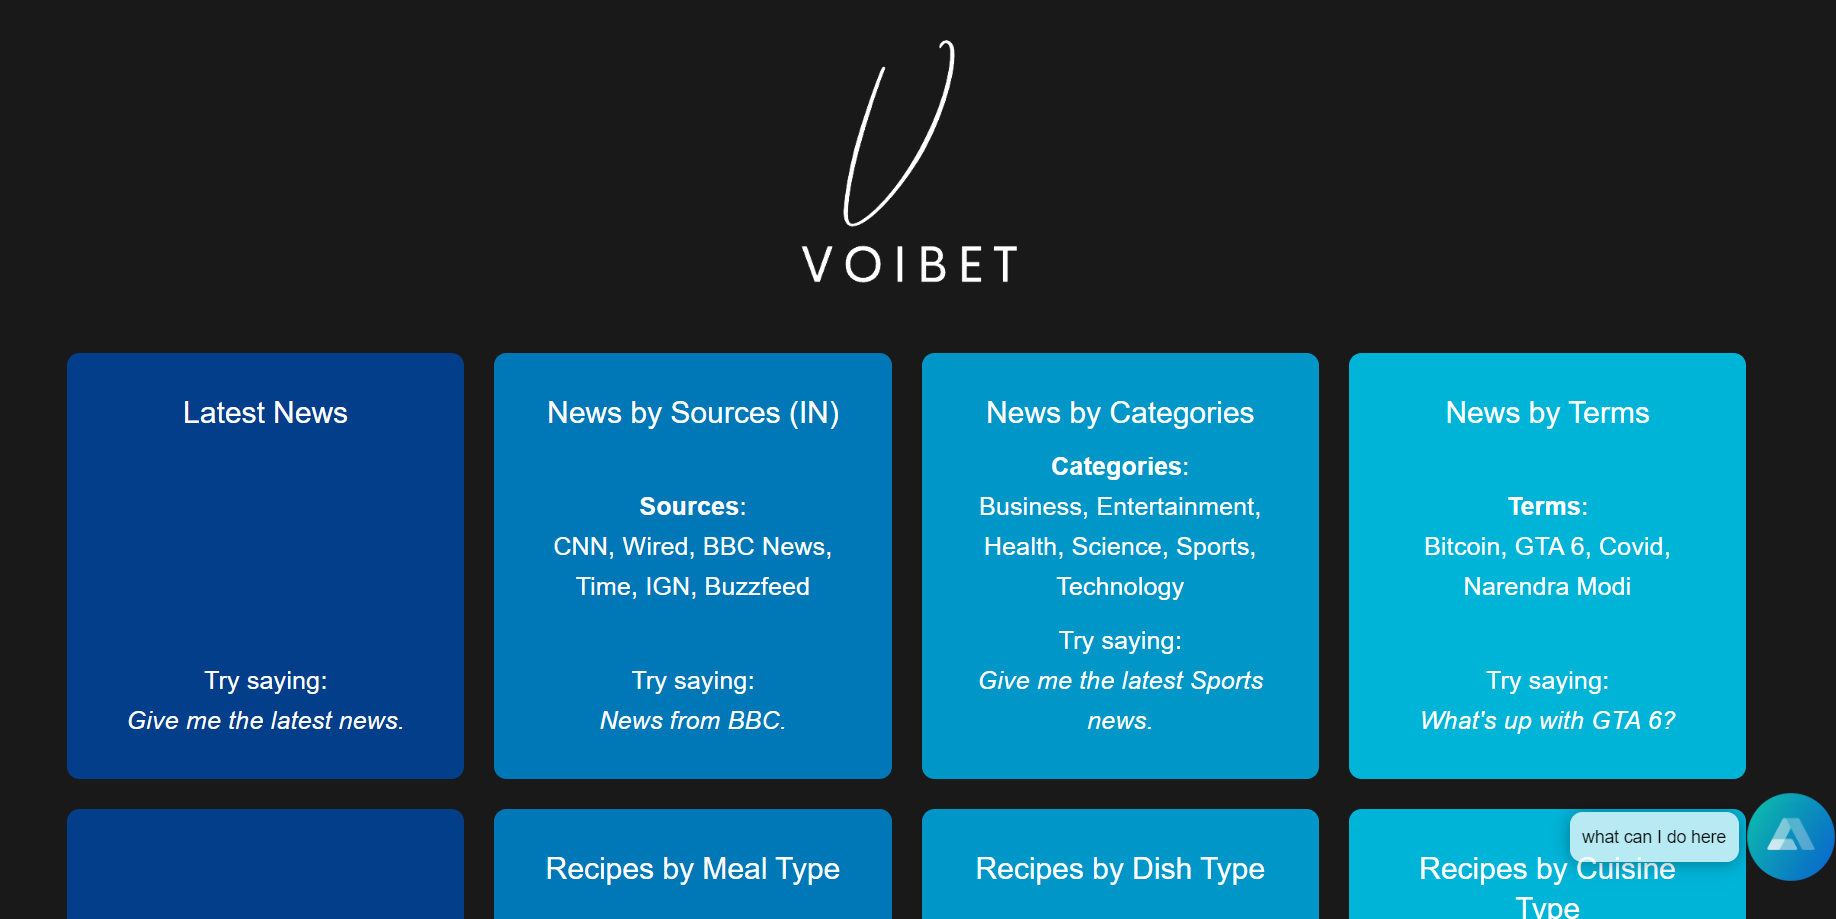 VOIBET
Latest News
Try saying:
Give me the latest news.
News by Sources (IN)
Sources:
CNN, Wired, BBC News,
Time, IGN, Buzzfeed
Try saying:
News from BBC.
News by Categories
Categories:
Business, Entertainment,
Health, Science, Sports,
Technology
Try saying:
Give me the latest Sports
news.
News by Terms
Terms:
Bitcoin, GTA 6, Covid,
Narendra Modi
Try saying:
What's up with GTA 6?
Recipes by Meal Type
Recipes by Dish Type
Recipes by Cuisine
Type
what can I do here